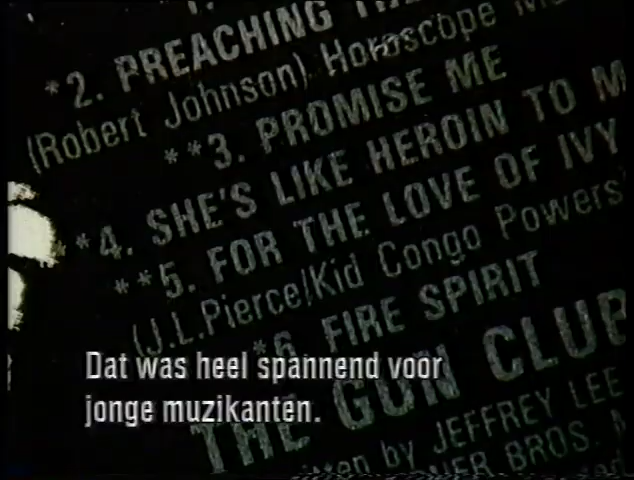 *2. PREACHING
(Robert Johnson) Horoscope
**3. PROMISE ME
*4. SHE'S LIKE HEROIN TO M
**5. FOR THE LOVE OF IVY
(J.L.Pierce/Kid Congo Powers
*6. FIRE SPIRIT
THE GUN CLUB
by JEFFREY LEE
BROS.
Dat was heel spannend voor
jonge muzikanten.